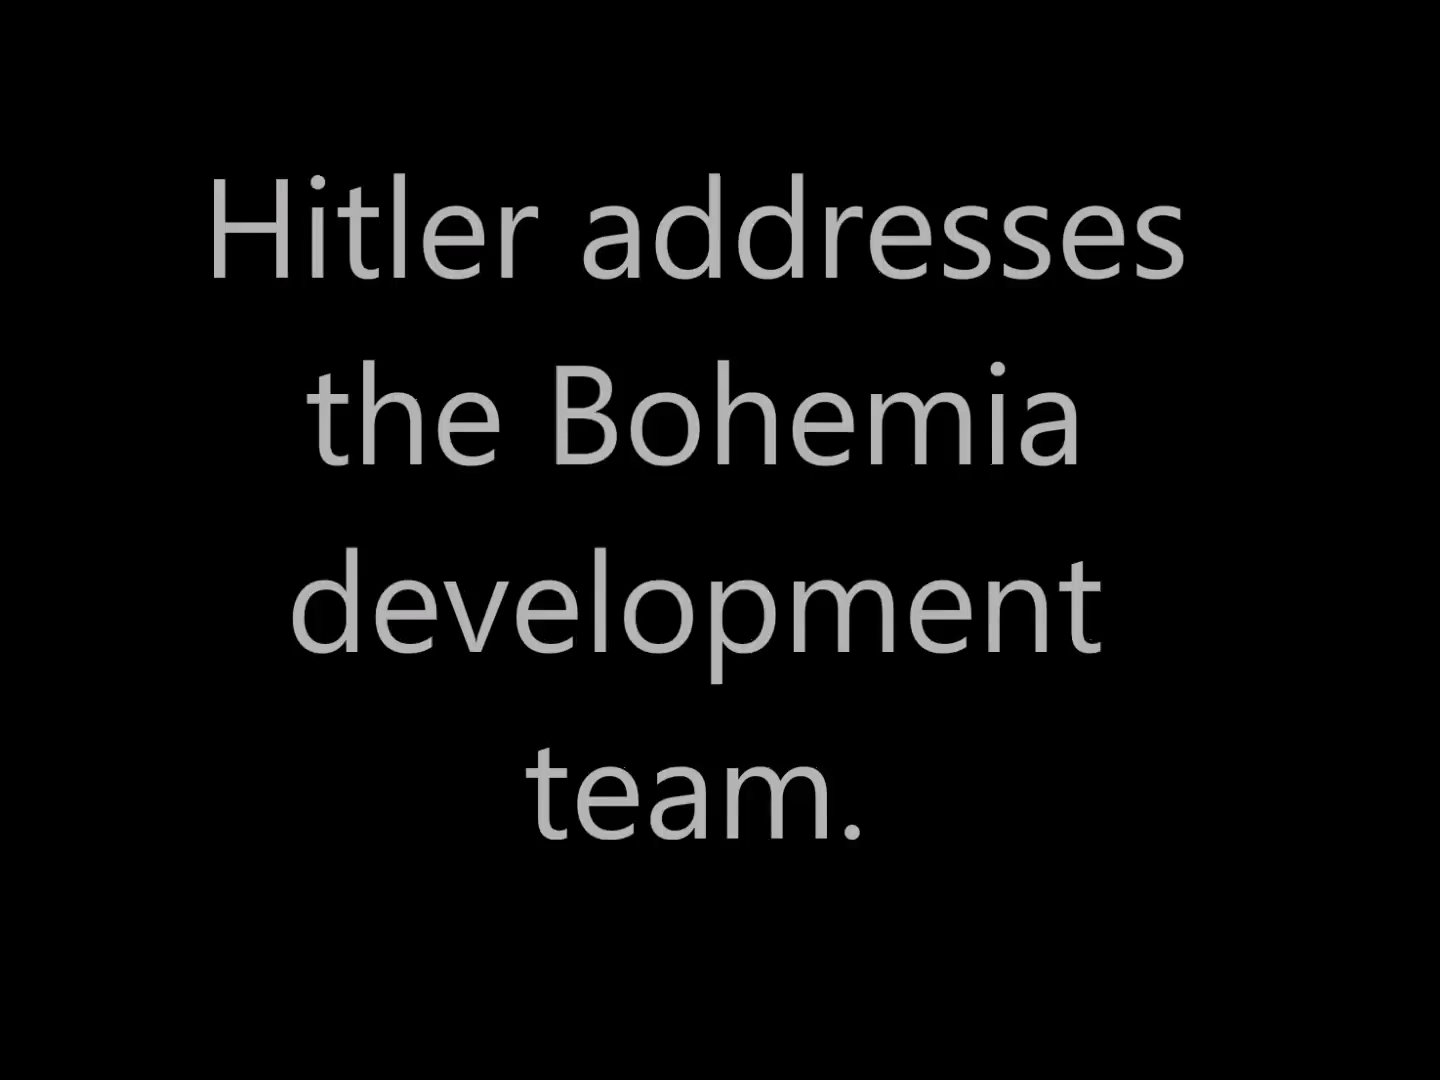 Hitler addresses
the Bohemia
development
team.